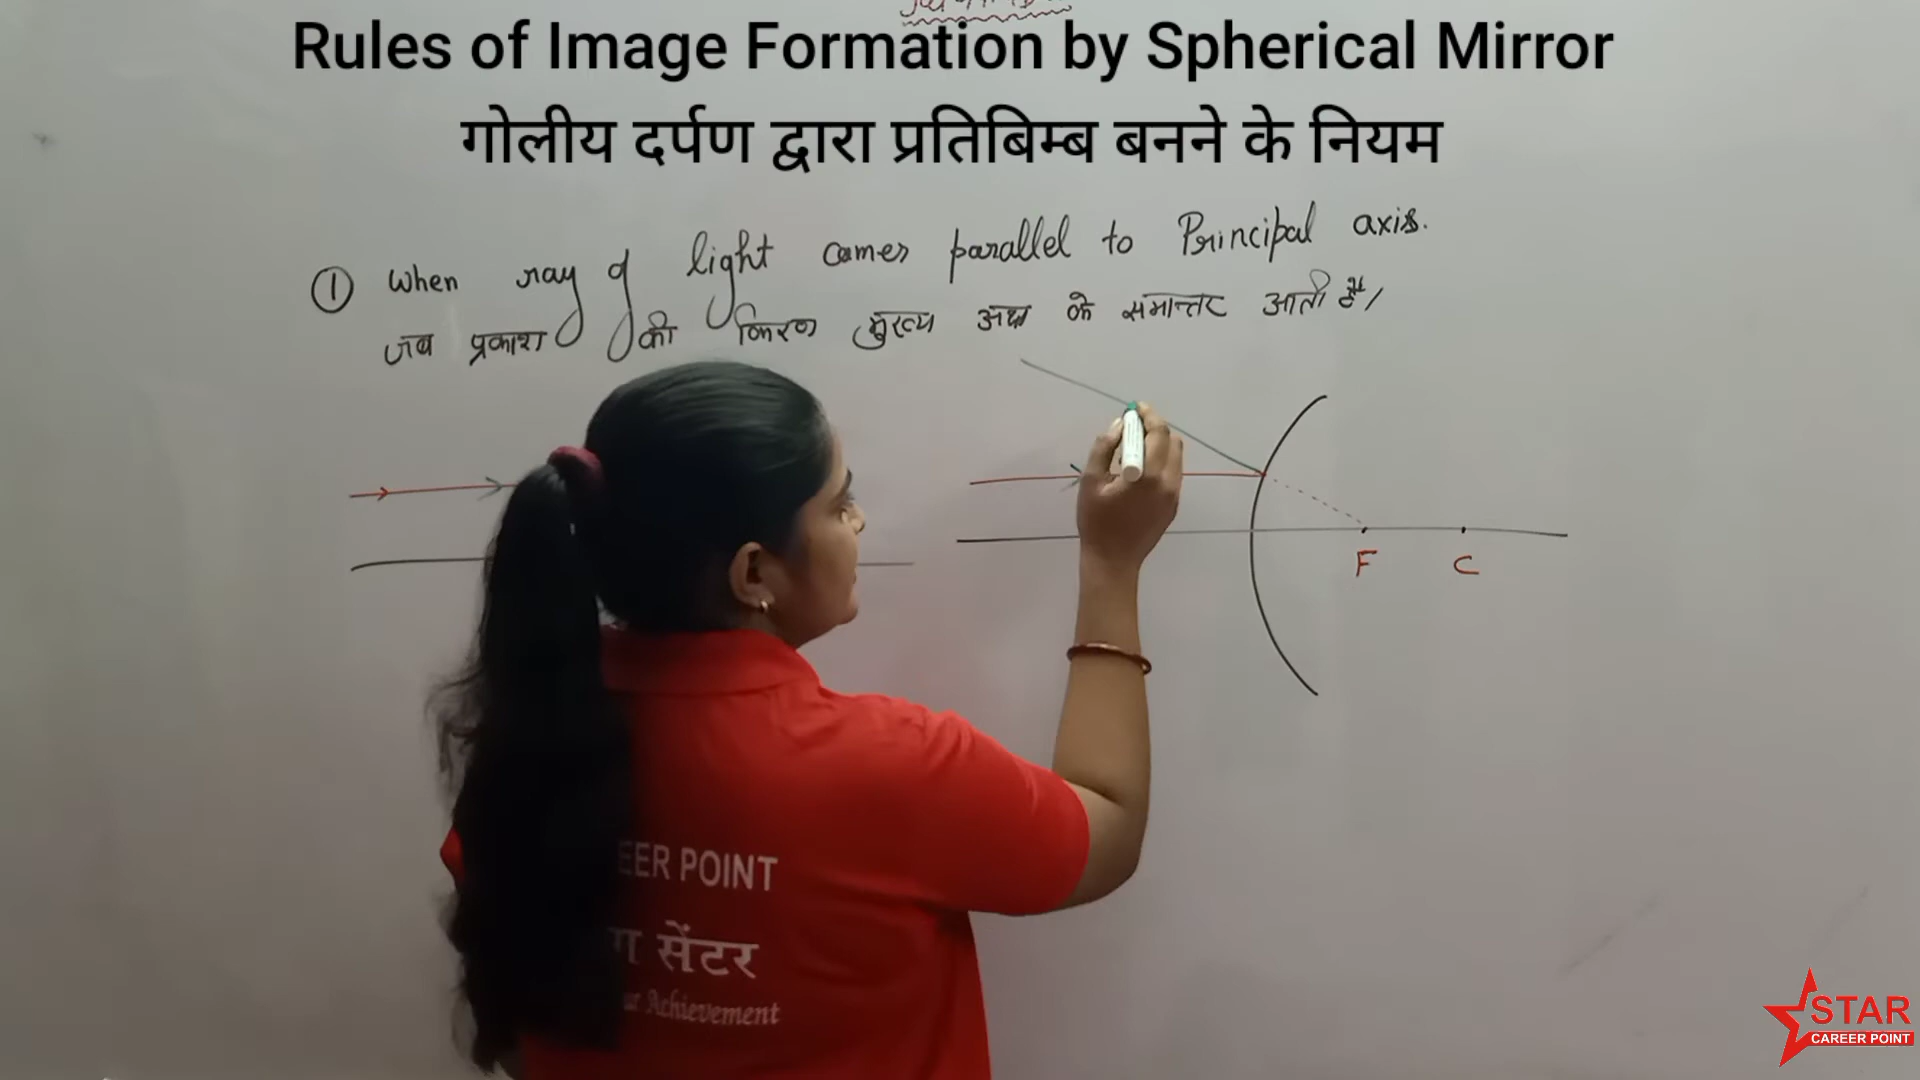 Rules of Image Formation by Spherical Mirror
गोलीय दर्पण द्वारा प्रतिबिम्ब बनने के नियम
① When ray of light comes parallel to Principal axis.
जब प्रकाश की किरण मुख्य अक्ष के समान्तर आती है।
F C
EER POINT
ग सेंटर
Achievement
STAR
CAREER POINT